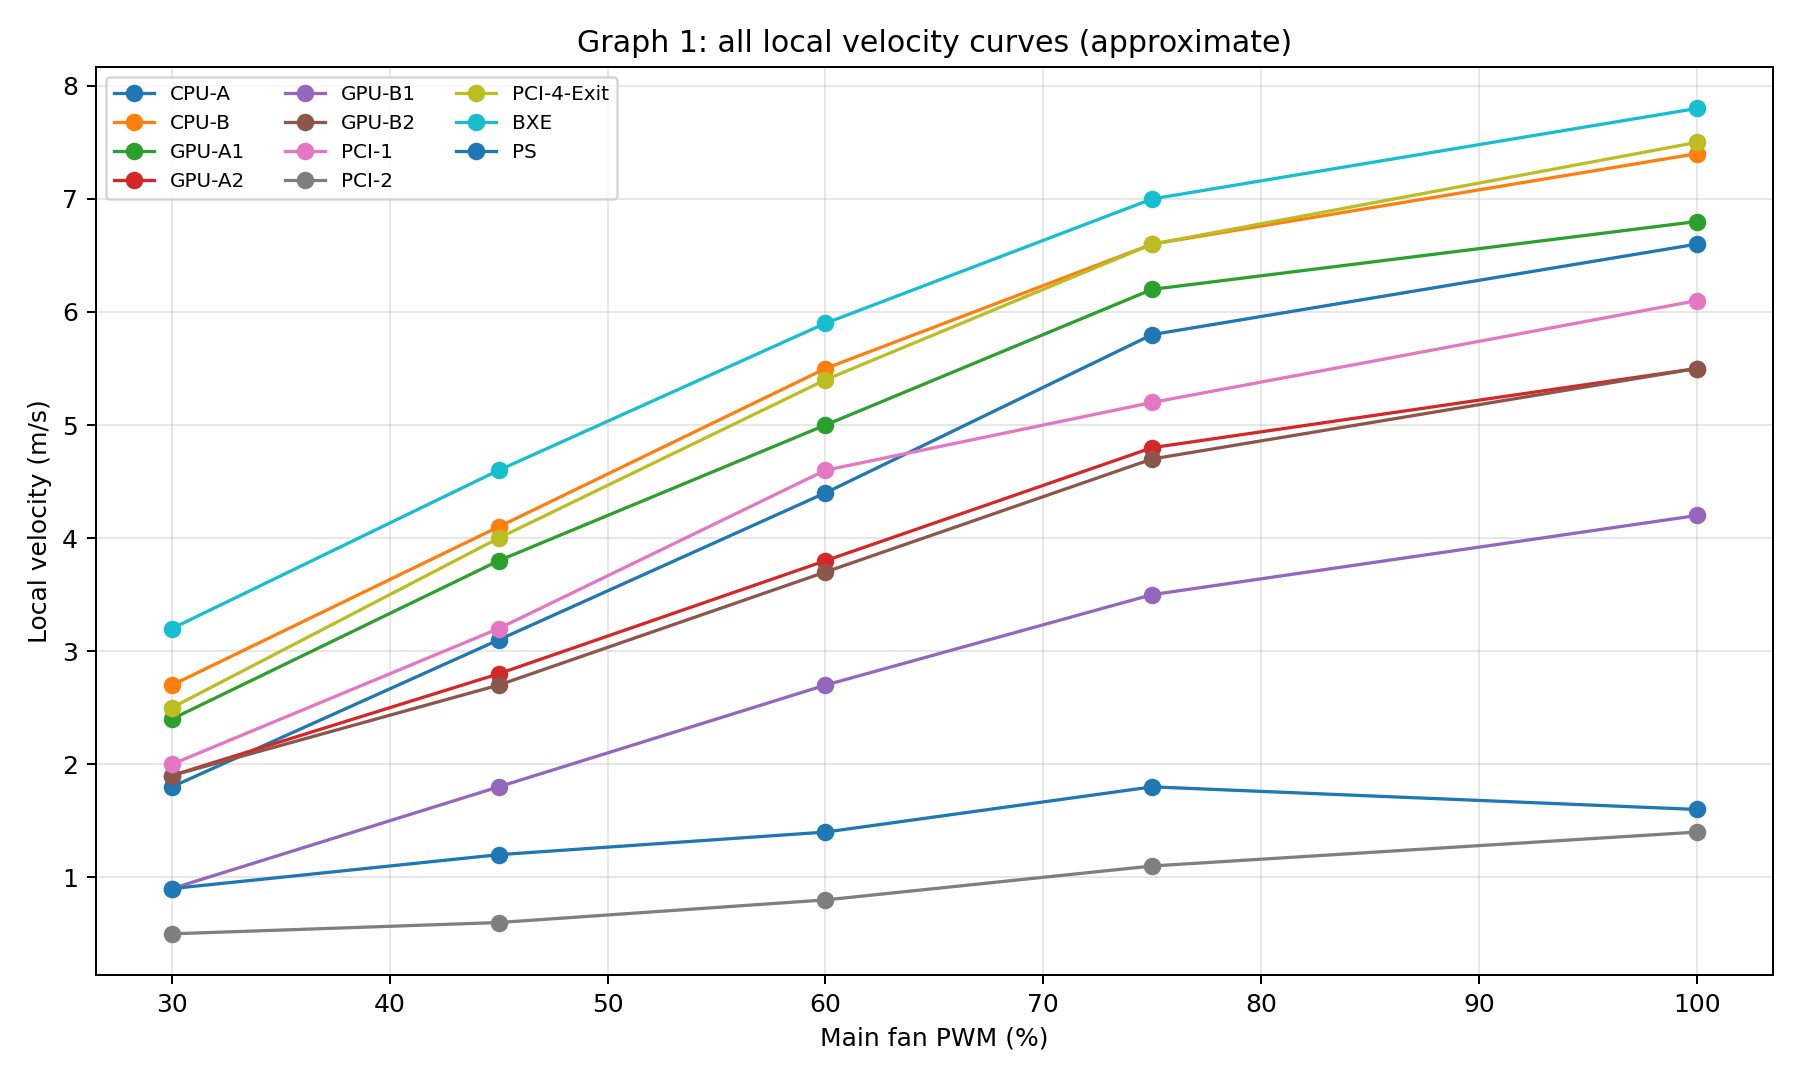 Graph 1: all local velocity curves (approximate)
CPU-A
CPU-B
GPU-A1
GPU-A2
GPU-B1
GPU-B2
PCI-1
PCI-2
PCI-4-Exit
BXE
PS
Local velocity (m/s)
8
7
6
5
4
3
2
1
30 40 50 60 70 80 90 100
Main fan PWM (%)